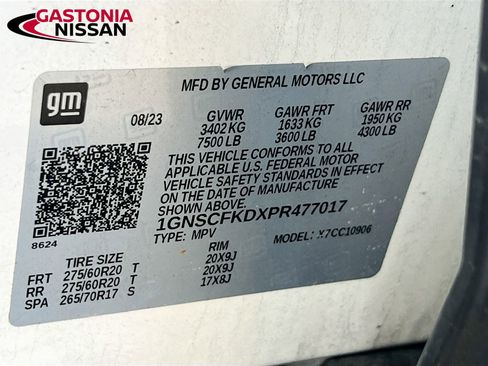 GASTONIA
NISSAN
gm
MFD BY GENERAL MOTORS LLC
08/23 GVWR GAWR FRT GAWR RR
3402 KG 1633 KG 1950 KG
7500 LB 3600 LB 4300 LB
THIS VEHICLE CONFORMS TO ALL
APPLICABLE U.S. FEDERAL MOTOR
VEHICLE SAFETY STANDARDS IN EFFECT
ON THE DATE OF MANUFACTURE SHOWN ABOVE.
1GNSCFKDXPR477017
8624 TYPE: MPV MODEL: X7CC10906
TIRE SIZE RIM
FRT 275/60R20 T 20X9J
RR 275/60R20 T 20X9J
SPA 265/70R17 S 17X8J